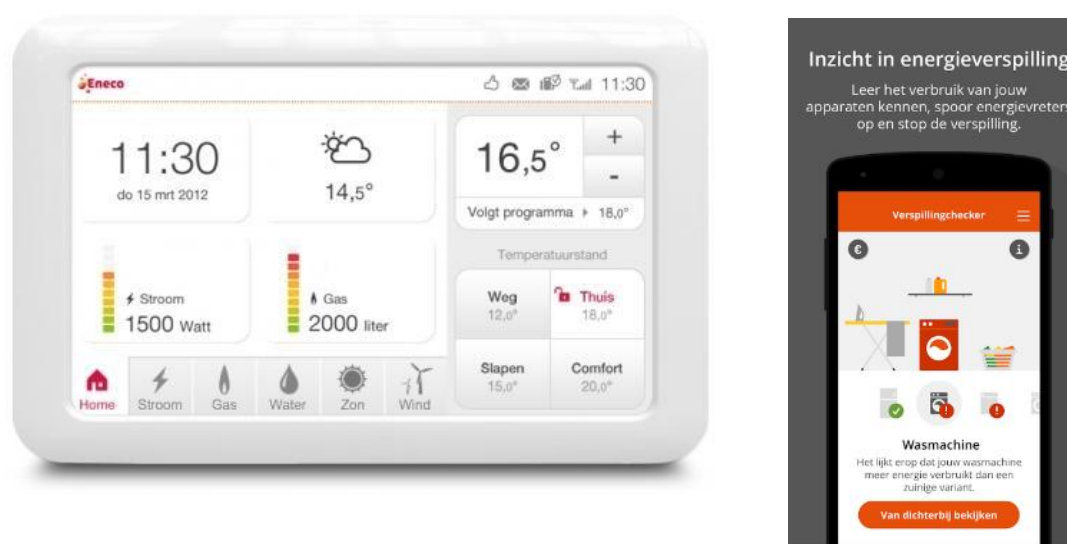 Eneco
11:30
11:30
do 15 mrt 2012
14,5°
16,5°
+
-
Volgt programma 18,0°
Temperatuurstand
Weg
12,0°
Thuis
18,0°
Slapen
15,0°
Comfort
20,0°
Stroom
1500 Watt
Gas
2000 liter
Home
Stroom
Gas
Water
Zon
Wind
Inzicht in energieverspilling
Leer het verbruik van jouw
apparaten kennen, spoor energievreters
op en stop de verspilling.
Verspillingchecker
€
i
!
!
Wasmachine
Het lijkt erop dat jouw wasmachine
meer energie verbruikt dan een
zuinige variant.
Van dichterbij bekijken